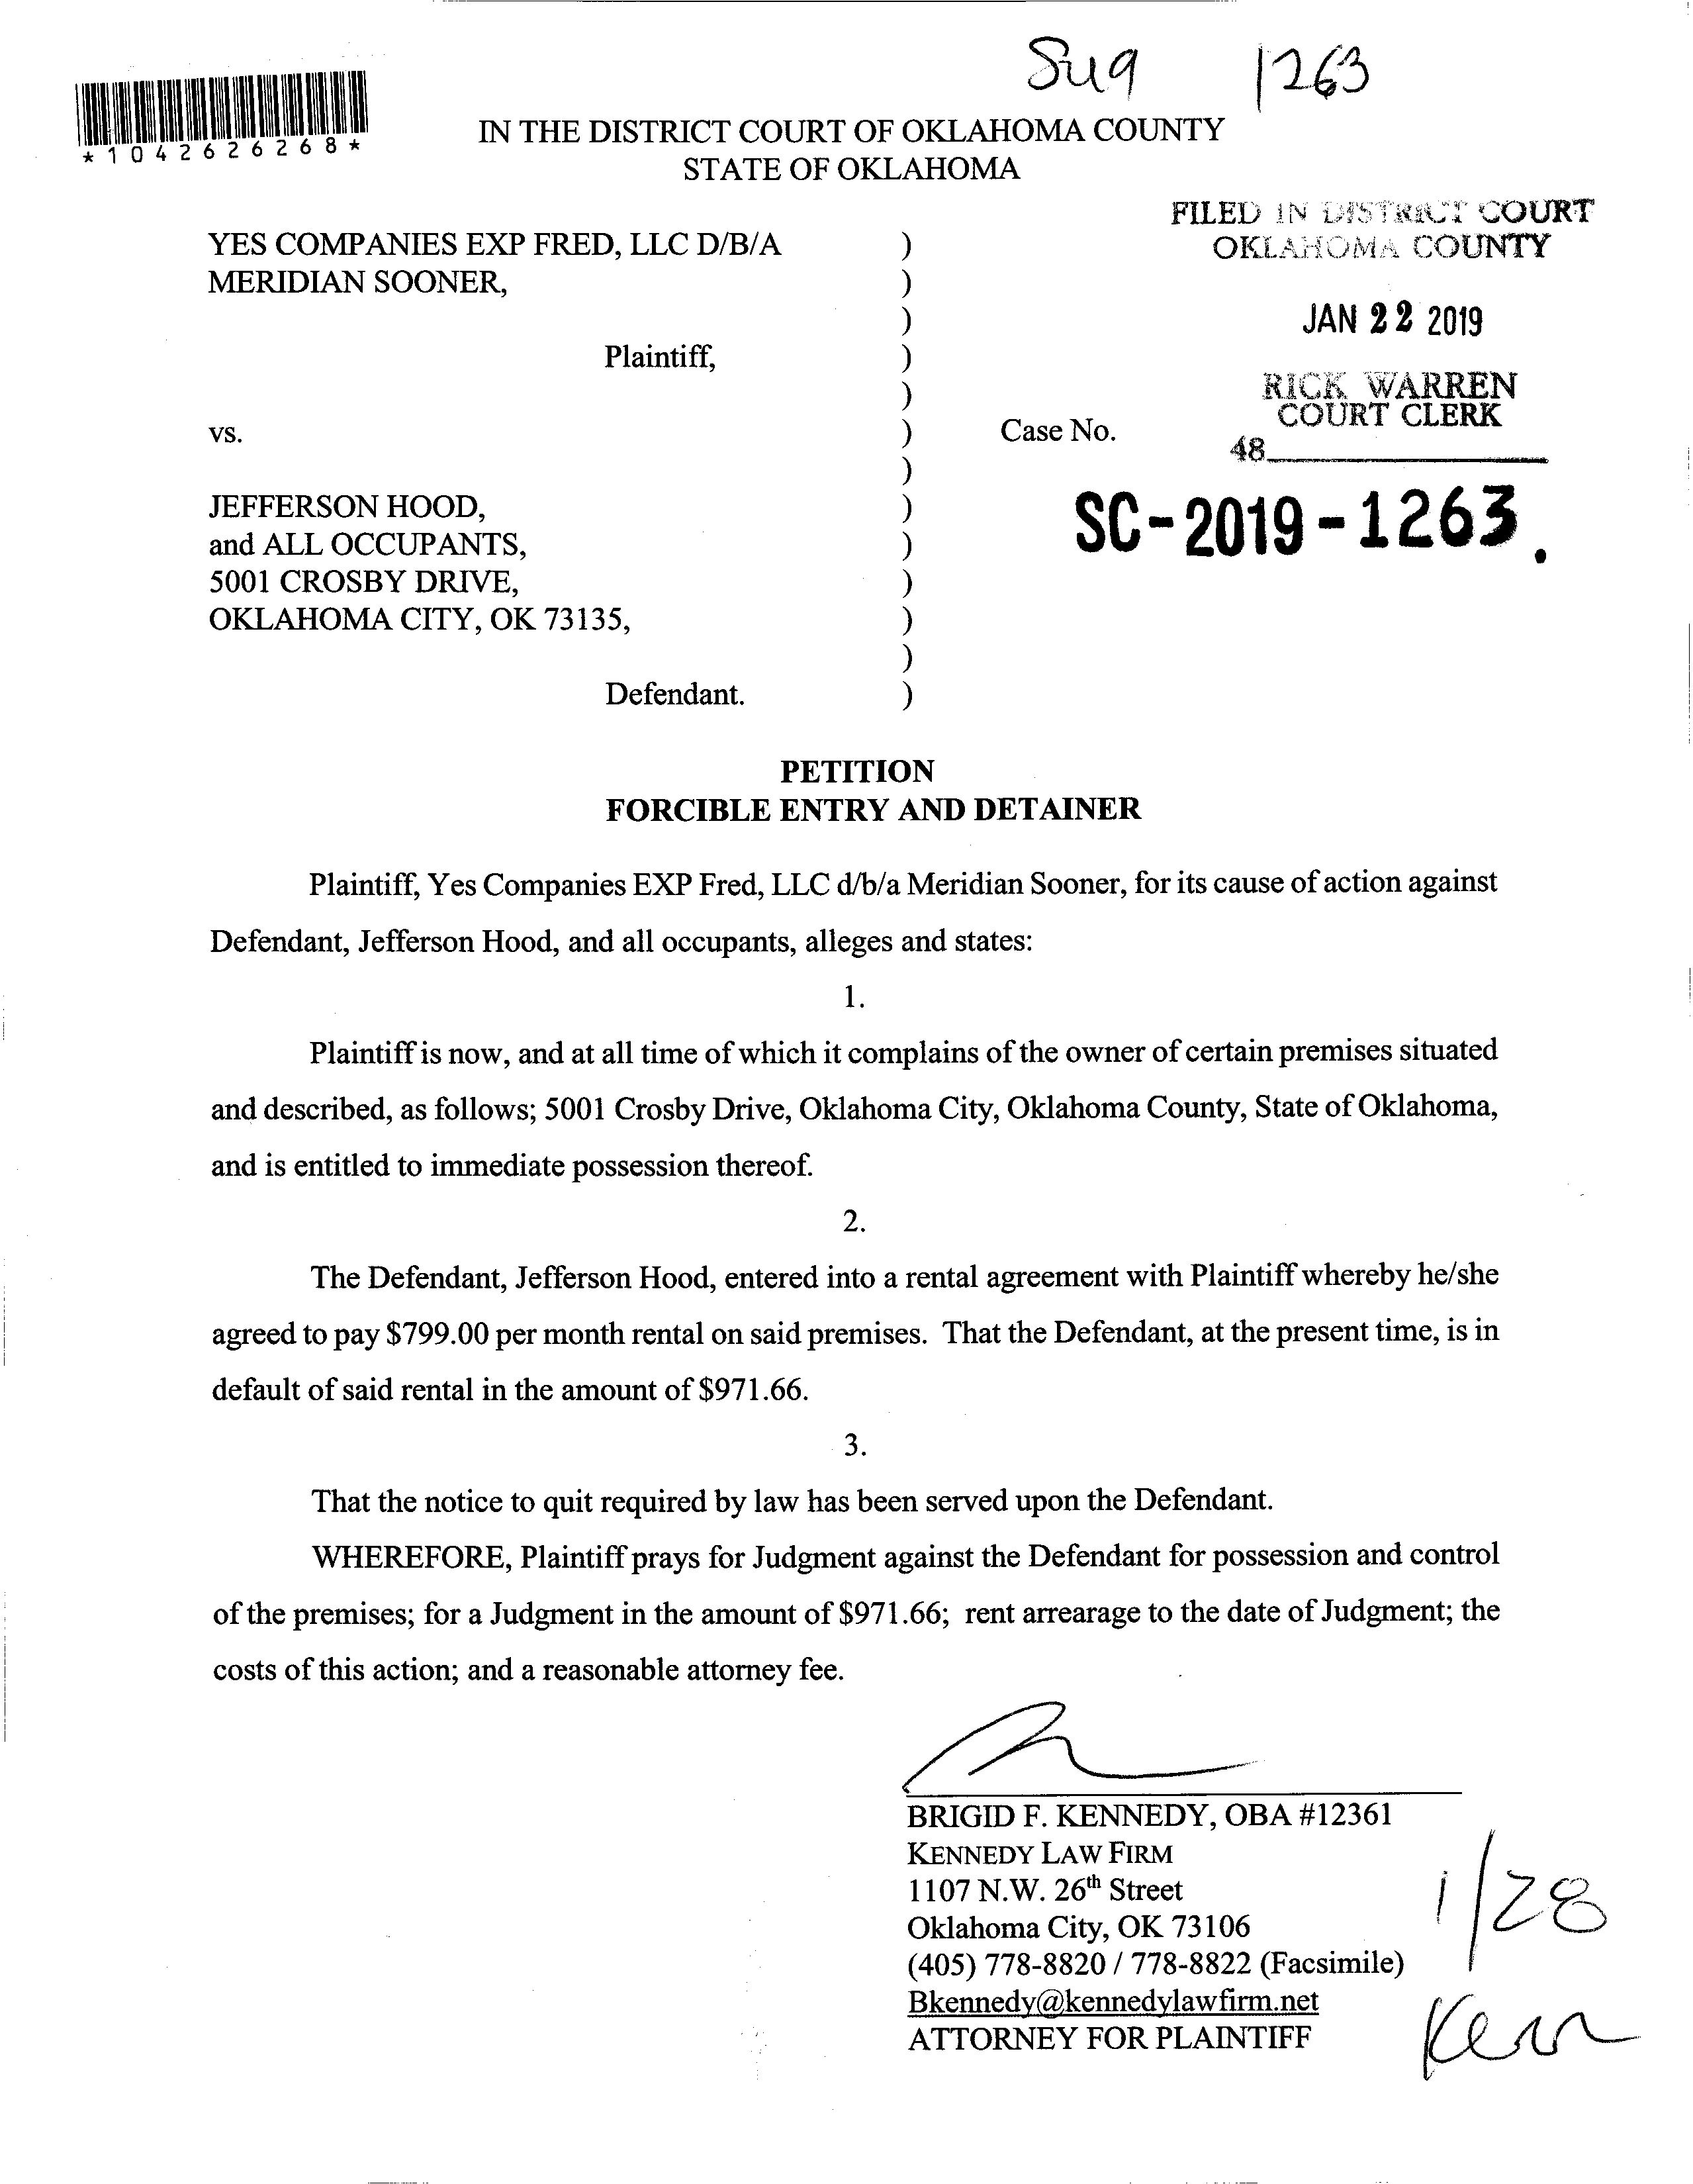 Sug 1263
*1042626268*
IN THE DISTRICT COURT OF OKLAHOMA COUNTY
STATE OF OKLAHOMA
FILED IN DISTRICT COURT
OKLAHOMA COUNTY
JAN 22 2019
RICK WARREN
COURT CLERK
48
YES COMPANIES EXP FRED, LLC D/B/A )
MERIDIAN SOONER, )
)
Plaintiff, )
)
vs. ) Case No.
)
SC-2019-1263.
JEFFERSON HOOD, )
and ALL OCCUPANTS, )
5001 CROSBY DRIVE, )
OKLAHOMA CITY, OK 73135, )
)
Defendant. )
PETITION
FORCIBLE ENTRY AND DETAINER
Plaintiff, Yes Companies EXP Fred, LLC d/b/a Meridian Sooner, for its cause of action against
Defendant, Jefferson Hood, and all occupants, alleges and states:
1.
Plaintiff is now, and at all time of which it complains of the owner of certain premises situated
and described, as follows; 5001 Crosby Drive, Oklahoma City, Oklahoma County, State of Oklahoma,
and is entitled to immediate possession thereof.
2.
The Defendant, Jefferson Hood, entered into a rental agreement with Plaintiff whereby he/she
agreed to pay $799.00 per month rental on said premises. That the Defendant, at the present time, is in
default of said rental in the amount of $971.66.
3.
That the notice to quit required by law has been served upon the Defendant.
WHEREFORE, Plaintiff prays for Judgment against the Defendant for possession and control
of the premises; for a Judgment in the amount of $971.66; rent arrearage to the date of Judgment; the
costs of this action; and a reasonable attorney fee.
BRIGID F. KENNEDY, OBA #12361
KENNEDY LAW FIRM
1107 N.W. 26th Street
Oklahoma City, OK 73106
(405) 778-8820 / 778-8822 (Facsimile)
Bkennedy@kennedylawfirm.net
ATTORNEY FOR PLAINTIFF
1/28
Kenn